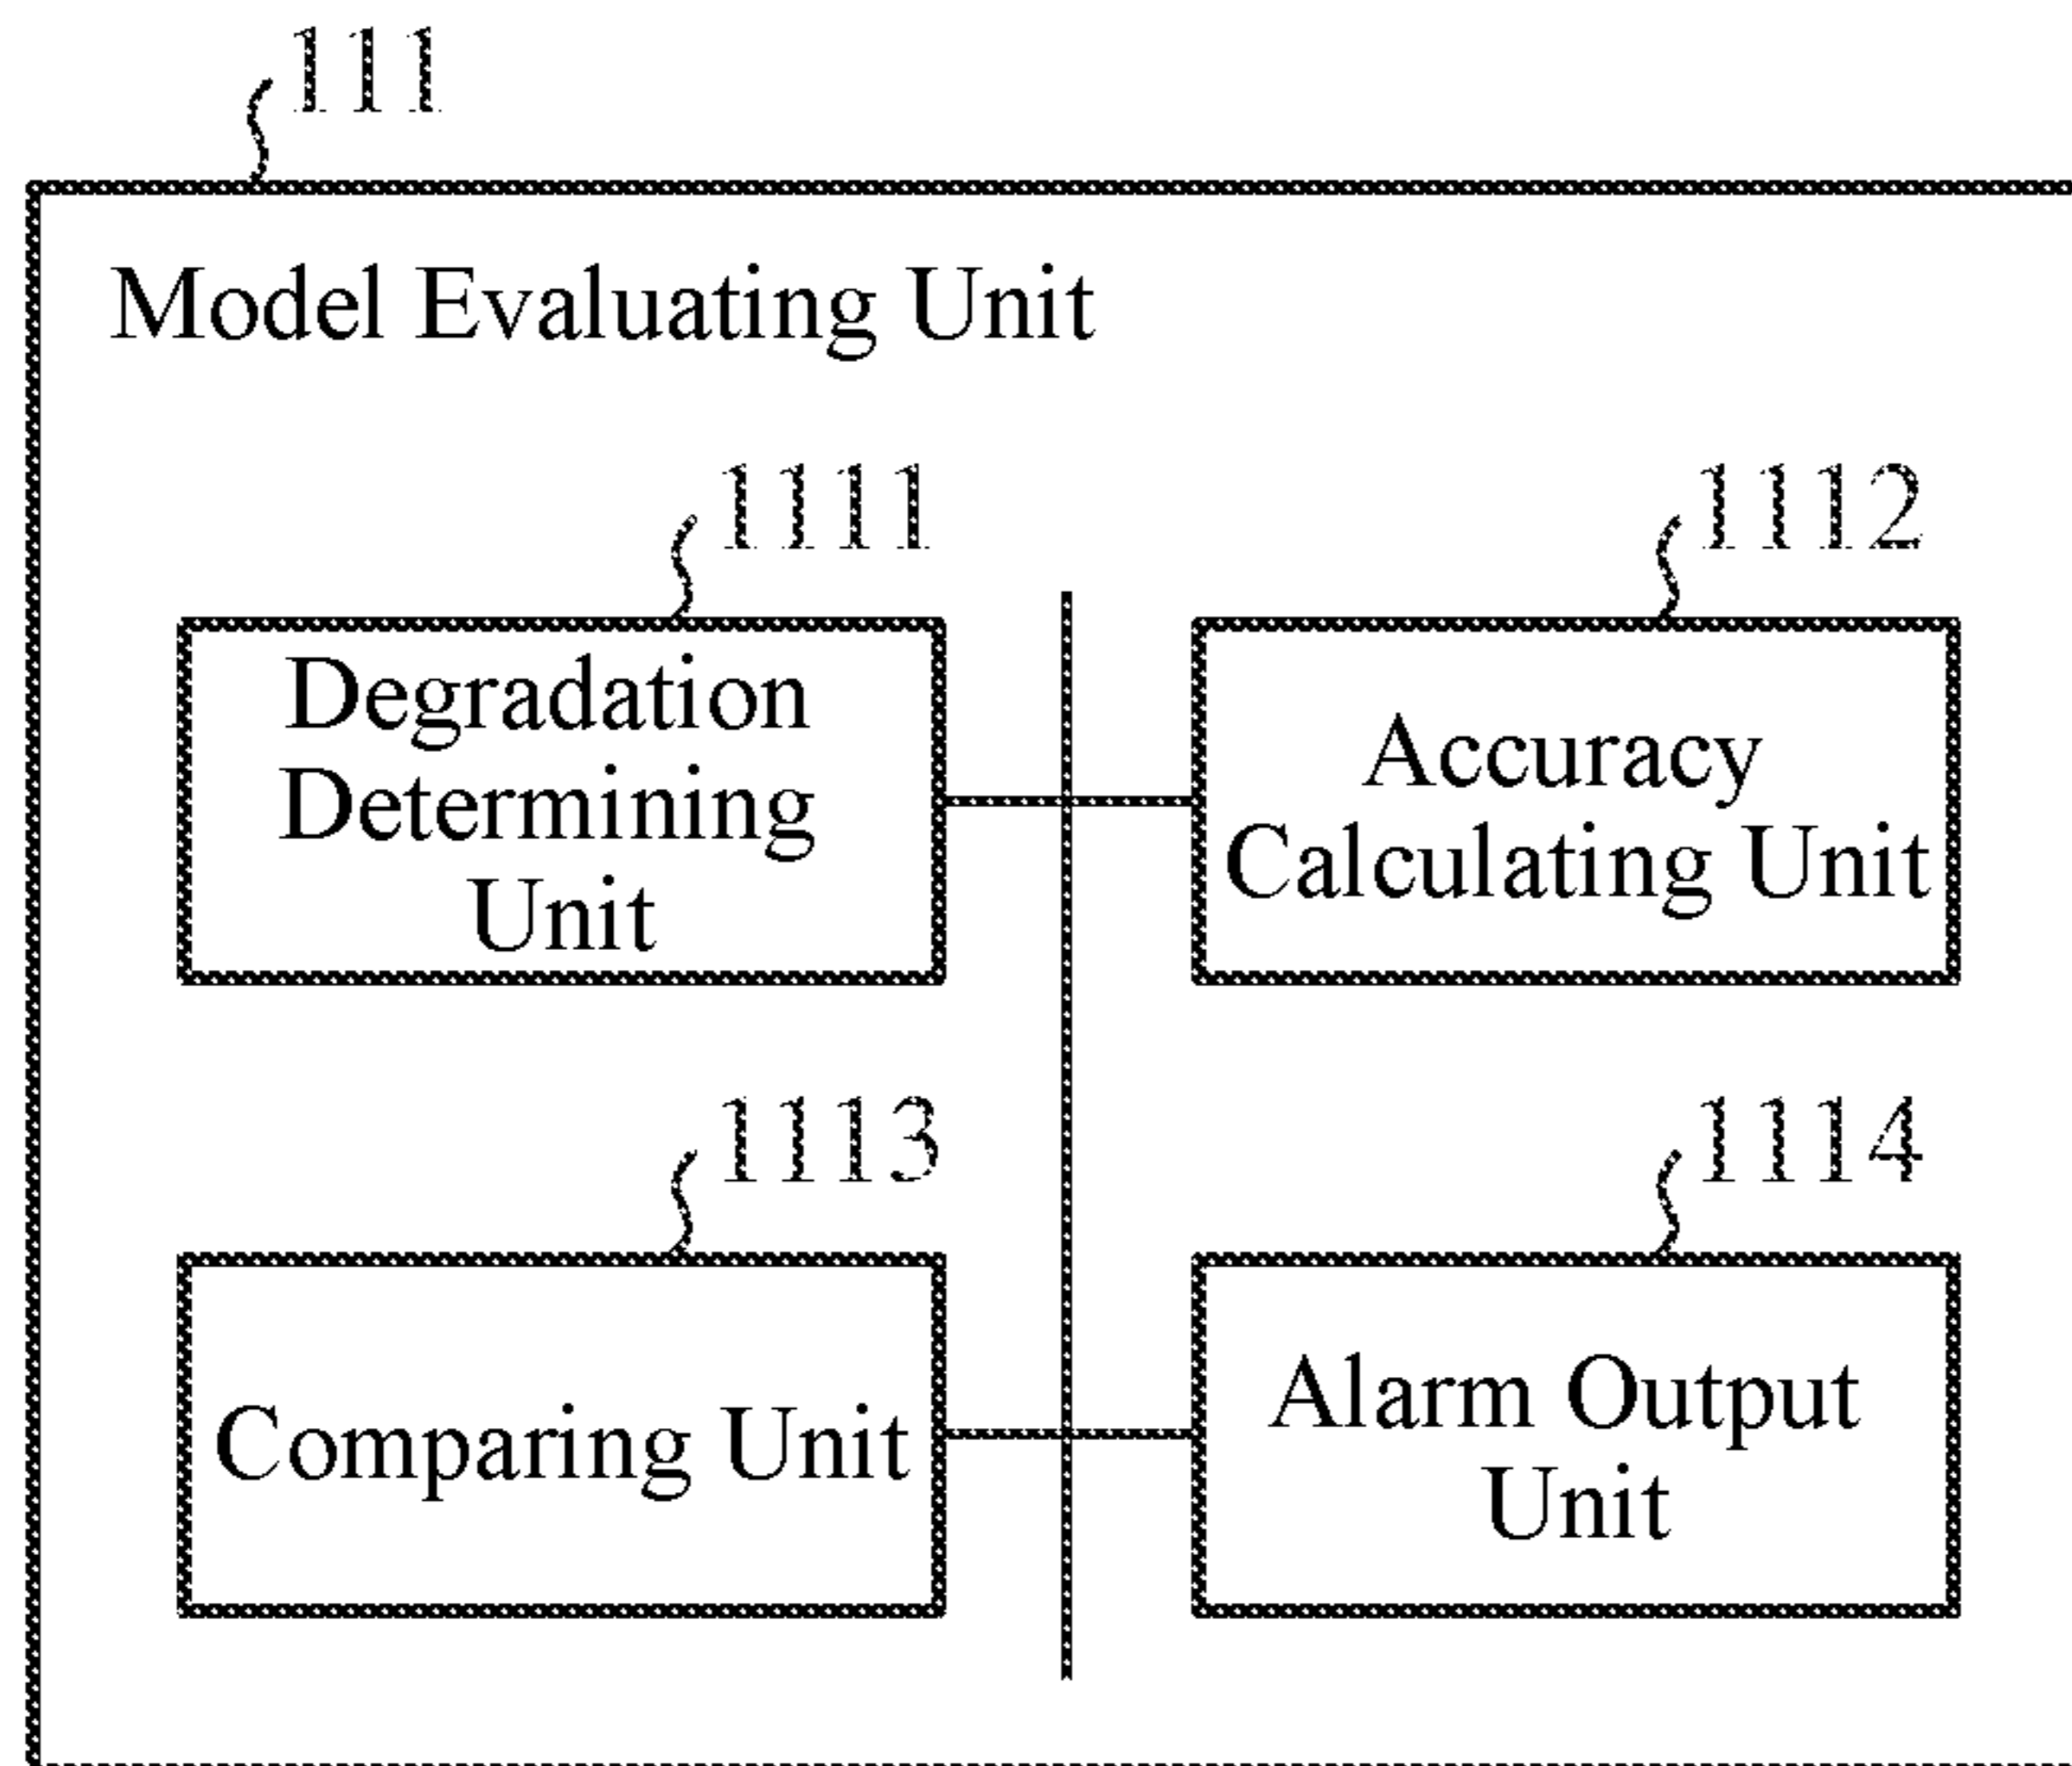 111
Model Evaluating Unit
1111
1112
Degradation
Determining
Unit
Accuracy
Calculating Unit
1113
1114
Comparing Unit
Alarm Output
Unit